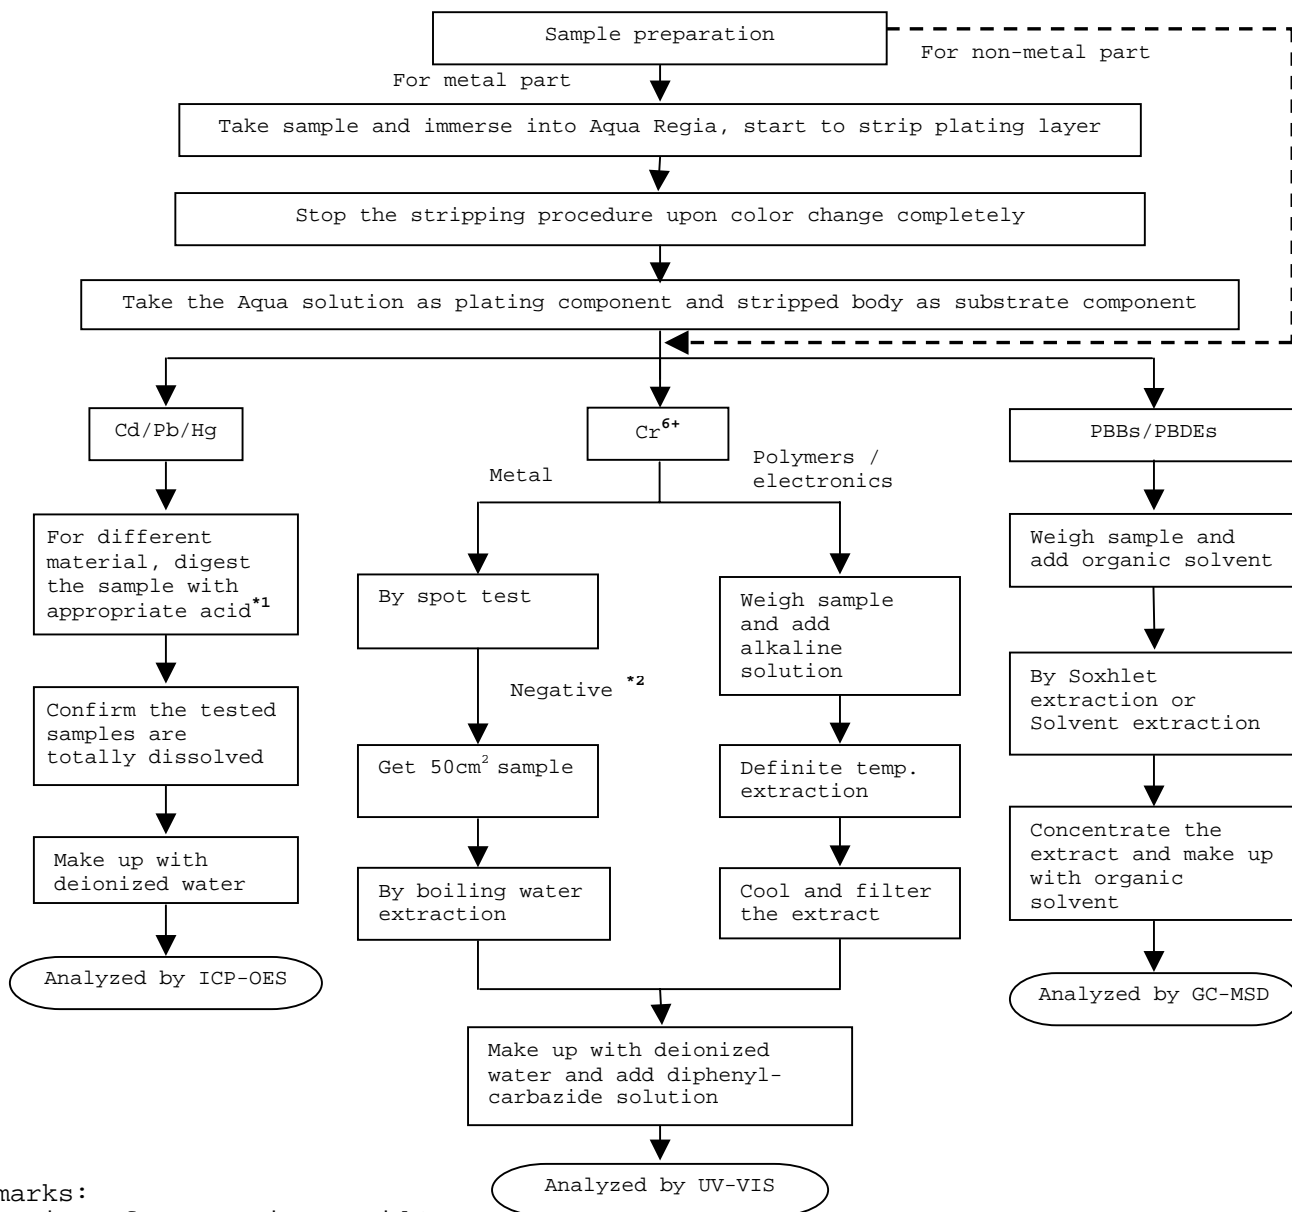 Sample preparation
For non-metal part
For metal part
Take sample and immerse into Aqua Regia, start to strip plating layer
Stop the stripping procedure upon color change completely
Take the Aqua solution as plating component and stripped body as substrate component
Cd/Pb/Hg
For different
material, digest
the sample with
appropriate acid*1
Confirm the tested
samples are
totally dissolved
Make up with
deionized water
Analyzed by ICP-OES
Cr6+
Metal
By spot test
Negative *2
Get 50cm2 sample
By boiling water
extraction
Polymers /
electronics
Weigh sample
and add
alkaline
solution
Definite temp.
extraction
Cool and filter
the extract
Make up with deionized
water and add diphenyl-
carbazide solution
Analyzed by UV-VIS
PBBs/PBDEs
Weigh sample and
add organic solvent
By Soxhlet
extraction or
Solvent extraction
Concentrate the
extract and make up
with organic
solvent
Analyzed by GC-MSD
marks: